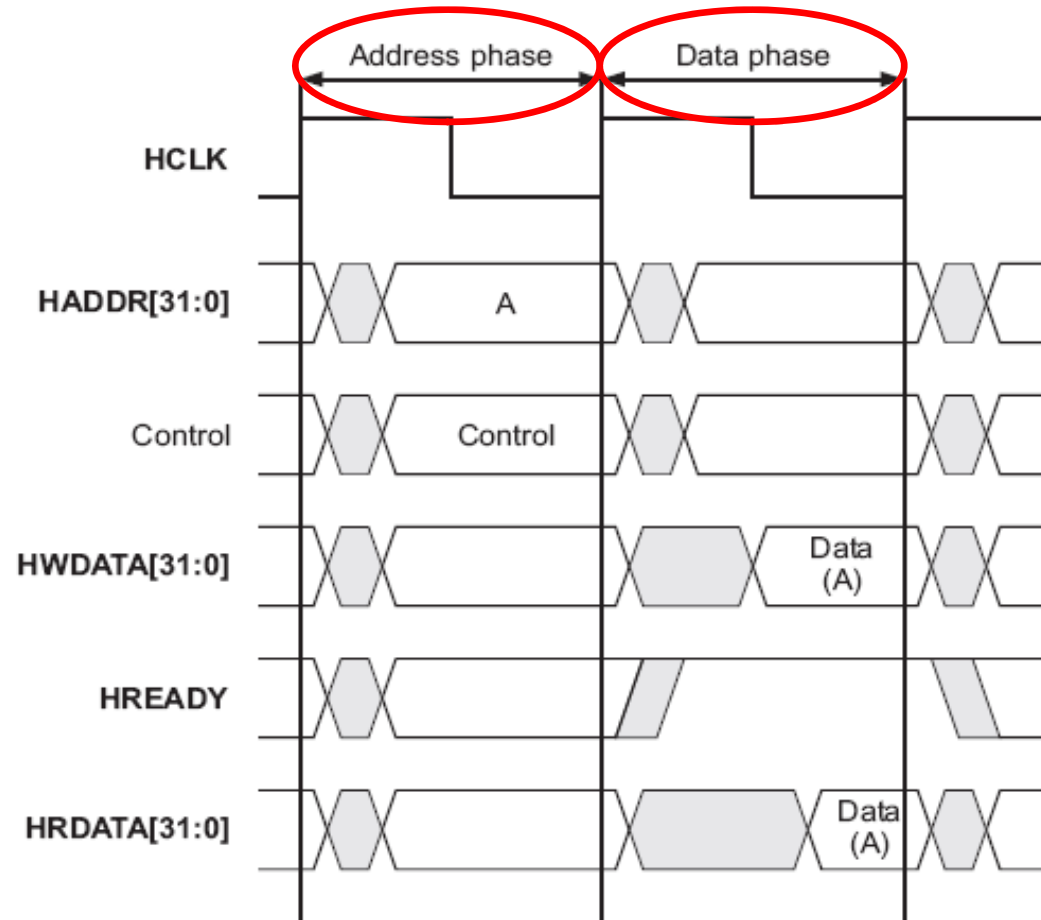 Address phase
Data phase
HCLK
HADDR[31:0]
A
Control
Control
HWDATA[31:0]
Data
(A)
HREADY
HRDATA[31:0]
Data
(A)